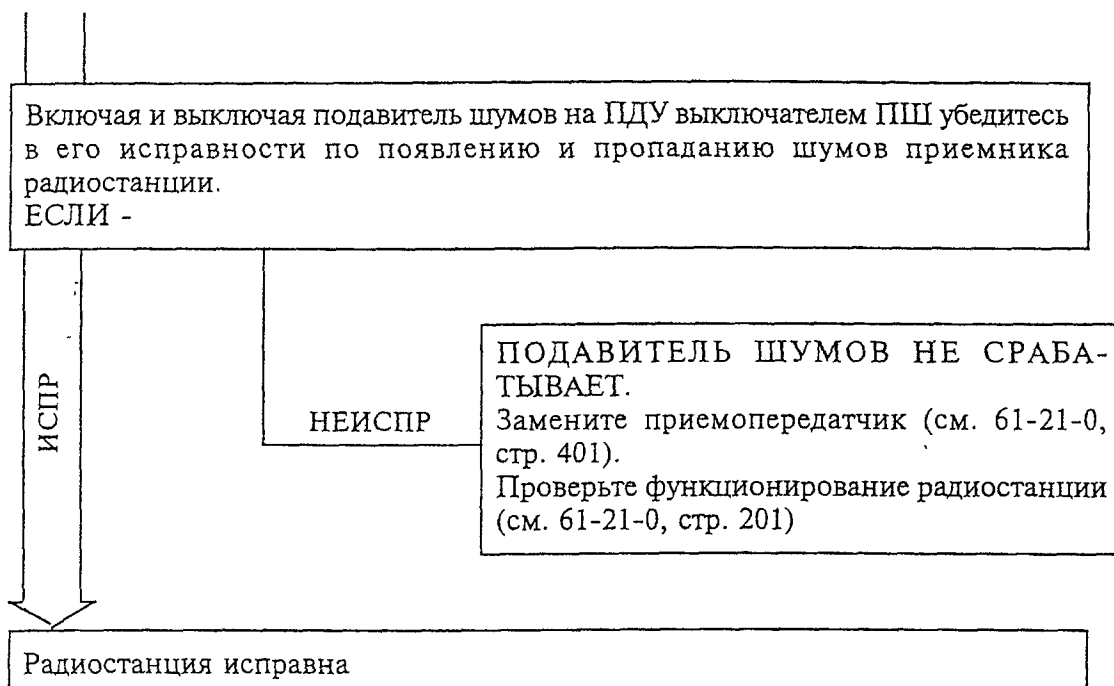 Включая и выключая подавитель шумов на ПДУ выключателем ПШ убедитесь
в его исправности по появлению и пропаданию шумов приемника
радиостанции.
ЕСЛИ -
ИСПР
НЕИСПР
ПОДАВИТЕЛЬ ШУМОВ НЕ СРАБА-
ТЫВАЕТ.
Замените приемопередатчик (см. 61-21-0,
стр. 401).
Проверьте функционирование радиостанции
(см. 61-21-0, стр. 201)
Радиостанция исправна